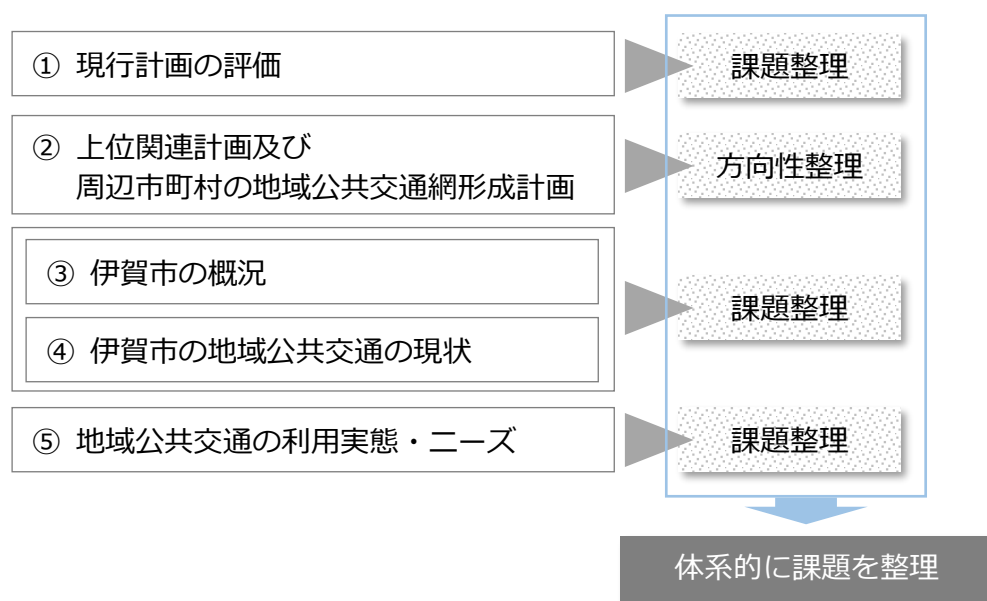 ① 現行計画の評価
課題整理
② 上位関連計画及び
周辺市町村の地域公共交通網形成計画
方向性整理
③ 伊賀市の概況
④ 伊賀市の地域公共交通の現状
課題整理
⑤ 地域公共交通の利用実態・ニーズ
課題整理
体系的に課題を整理